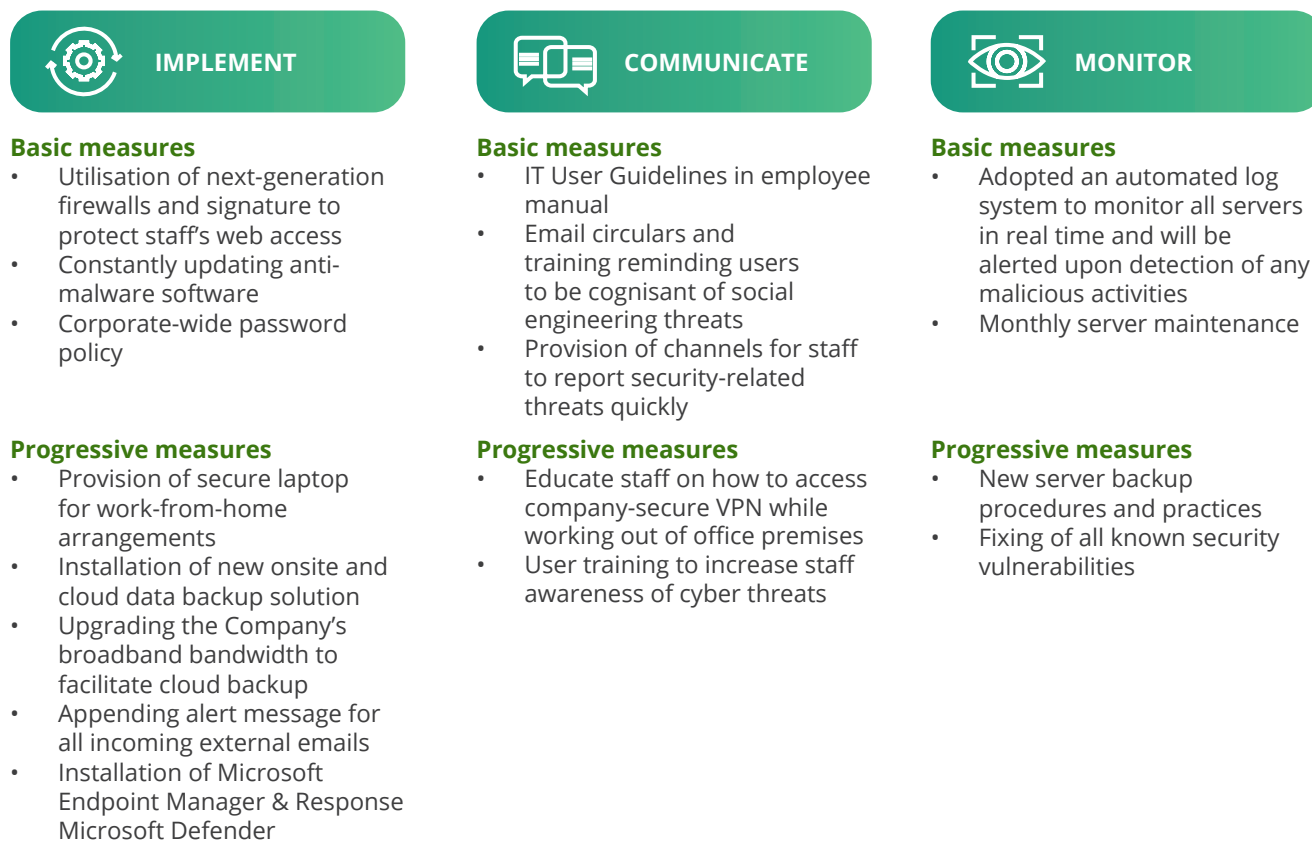 IMPLEMENT
Basic measures
• Utilisation of next-generation
firewalls and signature to
protect staff’s web access
• Constantly updating anti-
malware software
• Corporate-wide password
policy
Progressive measures
• Provision of secure laptop
for work-from-home
arrangements
• Installation of new onsite and
cloud data backup solution
• Upgrading the Company’s
broadband bandwidth to
facilitate cloud backup
• Appending alert message for
all incoming external emails
• Installation of Microsoft
Endpoint Manager & Response
Microsoft Defender
COMMUNICATE
Basic measures
• IT User Guidelines in employee
manual
• Email circulars and
training reminding users
to be cognisant of social
engineering threats
• Provision of channels for staff
to report security-related
threats quickly
Progressive measures
• Educate staff on how to access
company-secure VPN while
working out of office premises
• User training to increase staff
awareness of cyber threats
MONITOR
Basic measures
• Adopted an automated log
system to monitor all servers
in real time and will be
alerted upon detection of any
malicious activities
• Monthly server maintenance
Progressive measures
• New server backup
procedures and practices
• Fixing of all known security
vulnerabilities